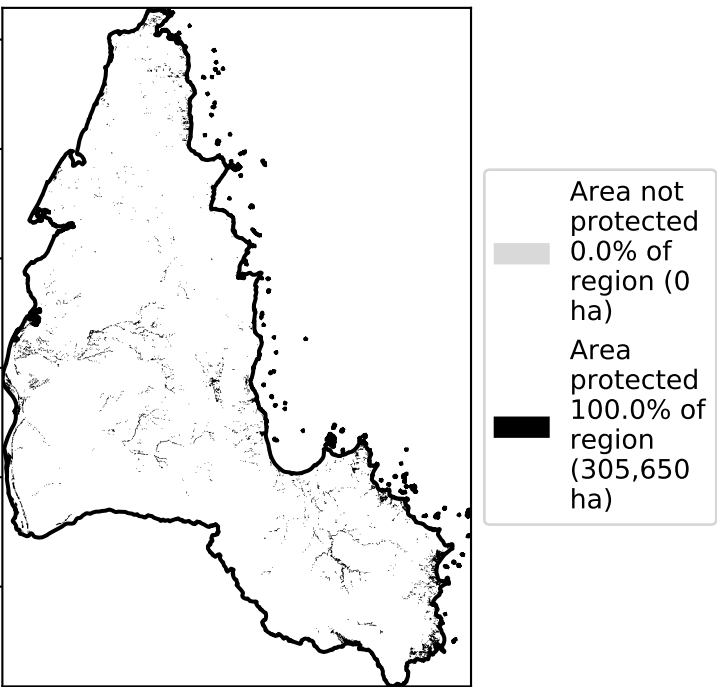 Area not
protected
0.0% of
region (0
ha)
Area
protected
100.0% of
region
(305,650
ha)